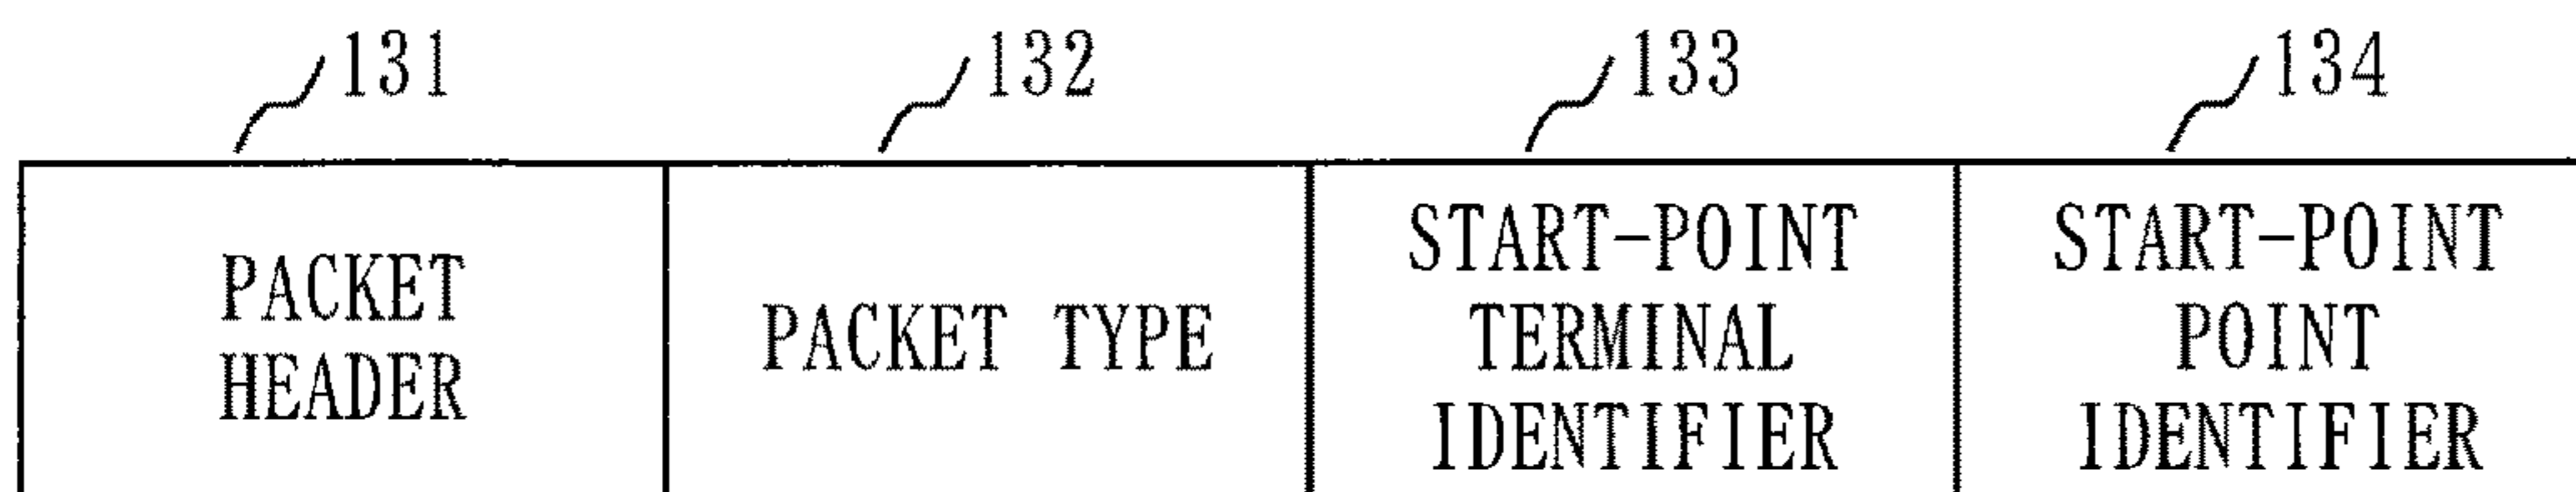 131 132 133 134
PACKET
HEADER
PACKET TYPE
START-POINT
TERMINAL
IDENTIFIER
START-POINT
POINT
IDENTIFIER